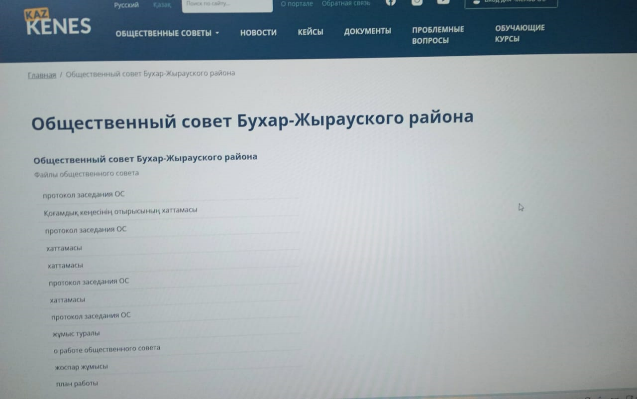 Русский Қазақ Поиск по сайту... О портале Обратная связь
KAZ
KENES
ОБЩЕСТВЕННЫЕ СОВЕТЫ НОВОСТИ КЕЙСЫ ДОКУМЕНТЫ ПРОБЛЕМНЫЕ ВОПРОСЫ ОБУЧАЮЩИЕ КУРСЫ
Главная / Общественный совет Бухар-Жырауского района
Общественный совет Бухар-Жырауского района
Общественный совет Бухар-Жырауского района
Файлы общественного совета
протокол заседания ОС
Қоғамдық кеңесінің отырысының хаттамасы
протокол заседания ОС
хаттамасы
хаттамасы
протокол заседания ОС
хаттамасы
протокол заседания ОС
жұмыс туралы
о работе общественного совета
жоспар жұмысы
план работы